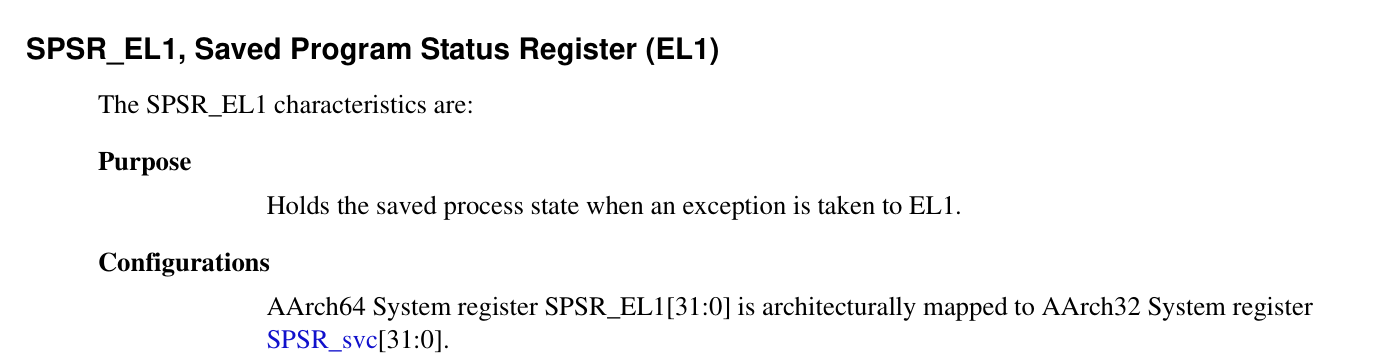 SPSR_EL1, Saved Program Status Register (EL1)
The SPSR_EL1 characteristics are:
Purpose
Holds the saved process state when an exception is taken to EL1.
Configurations
AArch64 System register SPSR_EL1[31:0] is architecturally mapped to AArch32 System register
SPSR_svc[31:0].